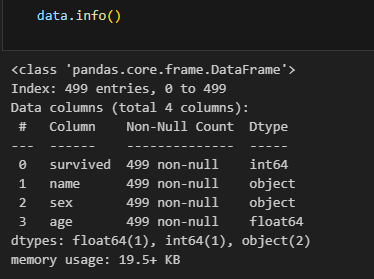 data.info()
<class 'pandas.core.frame.DataFrame'>
Index: 499 entries, 0 to 499
Data columns (total 4 columns):
 #   Column    Non-Null Count  Dtype
---  ------    --------------  -----
 0   survived  499 non-null    int64
 1   name      499 non-null    object
 2   sex       499 non-null    object
 3   age       499 non-null    float64
dtypes: float64(1), int64(1), object(2)
memory usage: 19.5+ KB